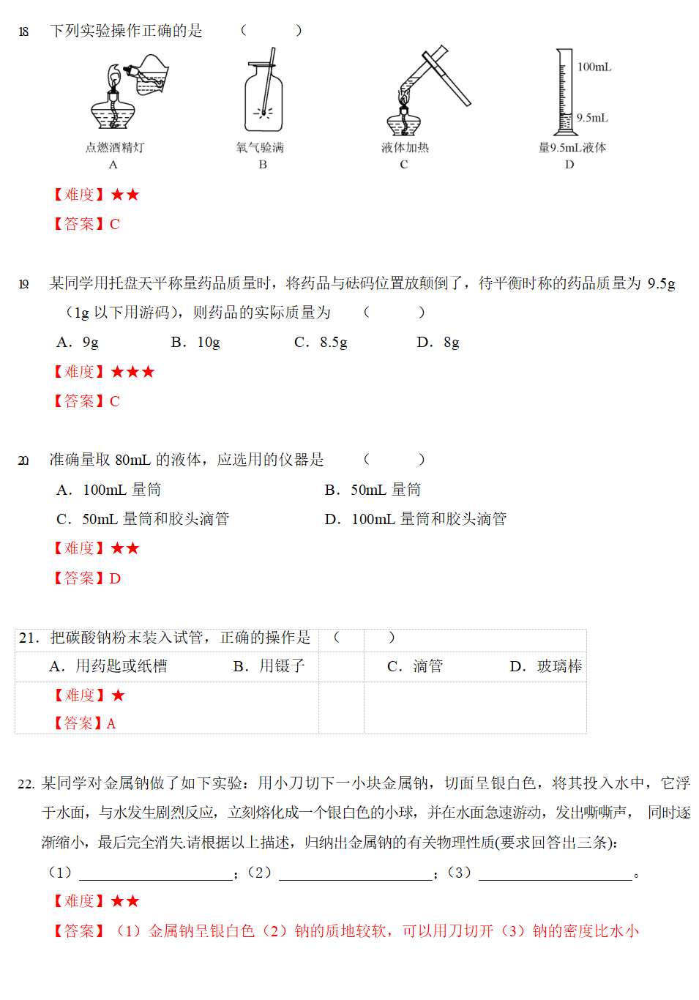 18. 下列实验操作正确的是 （ ）
100mL
9.5mL
点燃酒精灯 氧气验满 液体加热 量9.5mL液体
A B C D
【难度】★★
【答案】C
19. 某同学用托盘天平称量药品质量时，将药品与砝码位置放颠倒了，待平衡时称的药品质量为 9.5g
（1g 以下用游码），则药品的实际质量为 （ ）
A．9g B．10g C．8.5g D．8g
【难度】★★★
【答案】C
20. 准确量取 80mL 的液体，应选用的仪器是 （ ）
A．100mL 量筒 B．50mL 量筒
C．50mL 量筒和胶头滴管 D．100mL 量筒和胶头滴管
【难度】★★
【答案】D
21．把碳酸钠粉末装入试管，正确的操作是 （ ）
A．用药匙或纸槽 B．用镊子 C．滴管 D．玻璃棒
【难度】★
【答案】A
22. 某同学对金属钠做了如下实验：用小刀切下一小块金属钠，切面呈银白色，将其投入水中，它浮
于水面，与水发生剧烈反应，立刻熔化成一个银白色的小球，并在水面急速游动，发出嘶嘶声， 同时逐
渐缩小，最后完全消失.请根据以上描述，归纳出金属钠的有关物理性质(要求回答出三条)：
（1）____________________；（2）____________________；（3）____________________。
【难度】★★
【答案】（1）金属钠呈银白色（2）钠的质地较软，可以用刀切开（3）钠的密度比水小